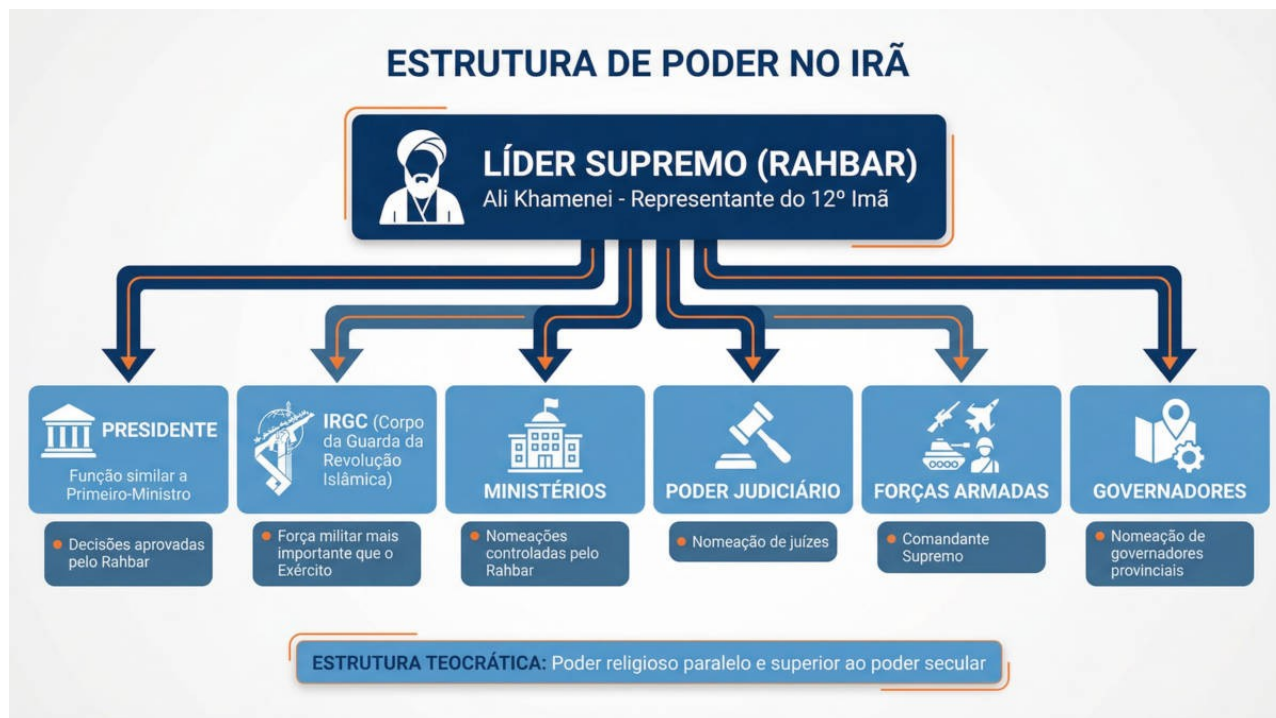 ESTRUTURA DE PODER NO IRÃ
LÍDER SUPREMO (RAHBAR)
Ali Khamenei - Representante do 12º Imã
PRESIDENTE
Função similar a
Primeiro-Ministro
Decisões aprovadas
pelo Rahbar
IRGC (Corpo
da Guarda da
Revolução
Islâmica)
Força militar mais
importante que o
Exército
MINISTÉRIOS
Nomeações
controladas pelo
Rahbar
PODER JUDICIÁRIO
Nomeação de juízes
FORÇAS ARMADAS
Comandante
Supremo
GOVERNADORES
Nomeação de
governadores
provinciais
ESTRUTURA TEOCRÁTICA: Poder religioso paralelo e superior ao poder secular